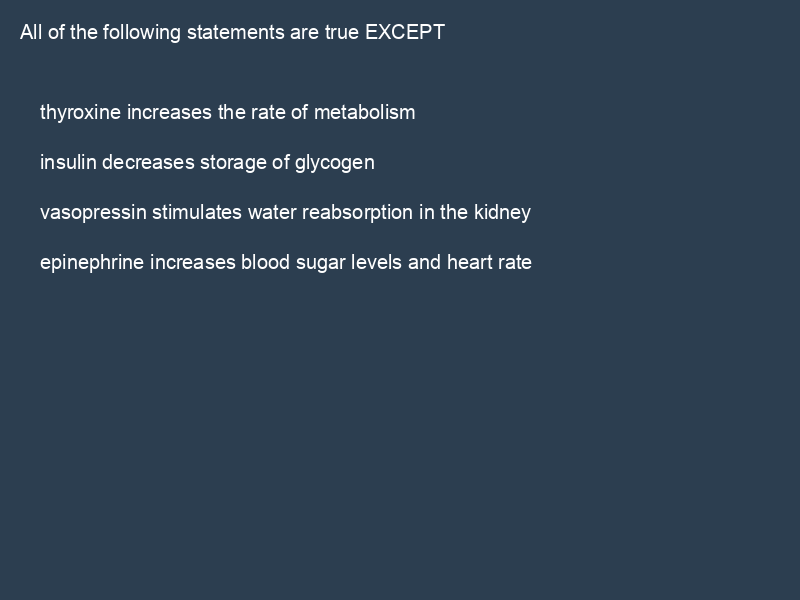 All of the following statements are true EXCEPT
thyroxine increases the rate of metabolism
insulin decreases storage of glycogen
vasopressin stimulates water reabsorption in the kidney
epinephrine increases blood sugar levels and heart rate